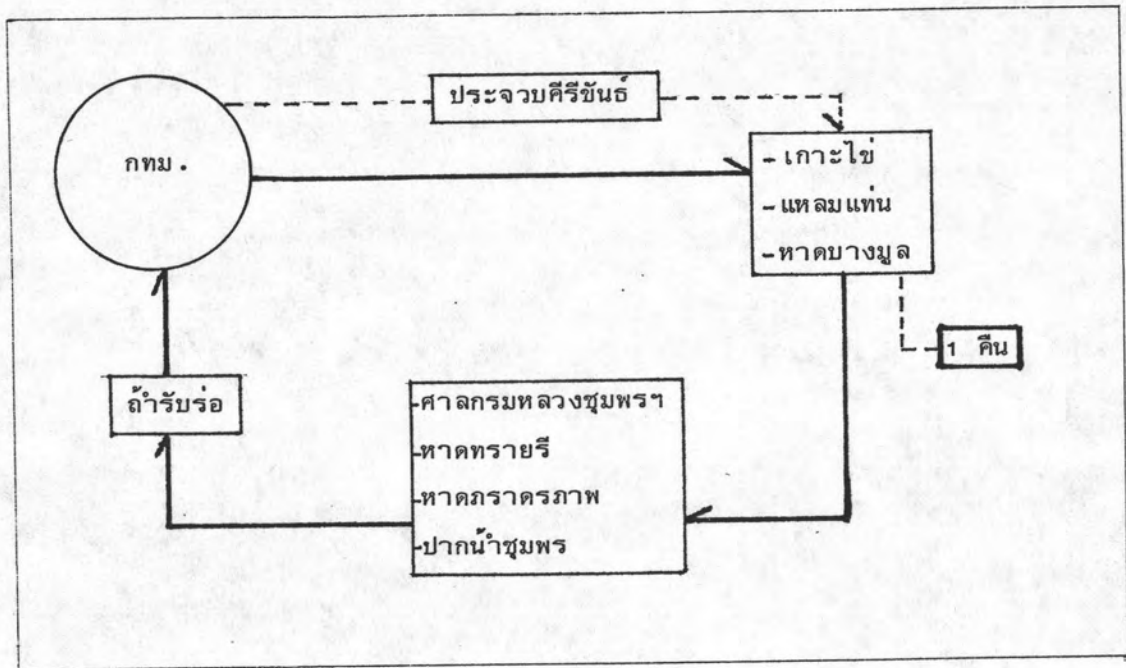 ประจวบคีรีขันธ์
กทม.
- เกาะไข่
- แหลมแท่น
- หาดบางมูล
1 คืน
ถ้ำรับร่อ
- ศาลกรมหลวงชุมพรฯ
- หาดทรายรี
- หาดภราดรภาพ
- ปากน้ำชุมพร